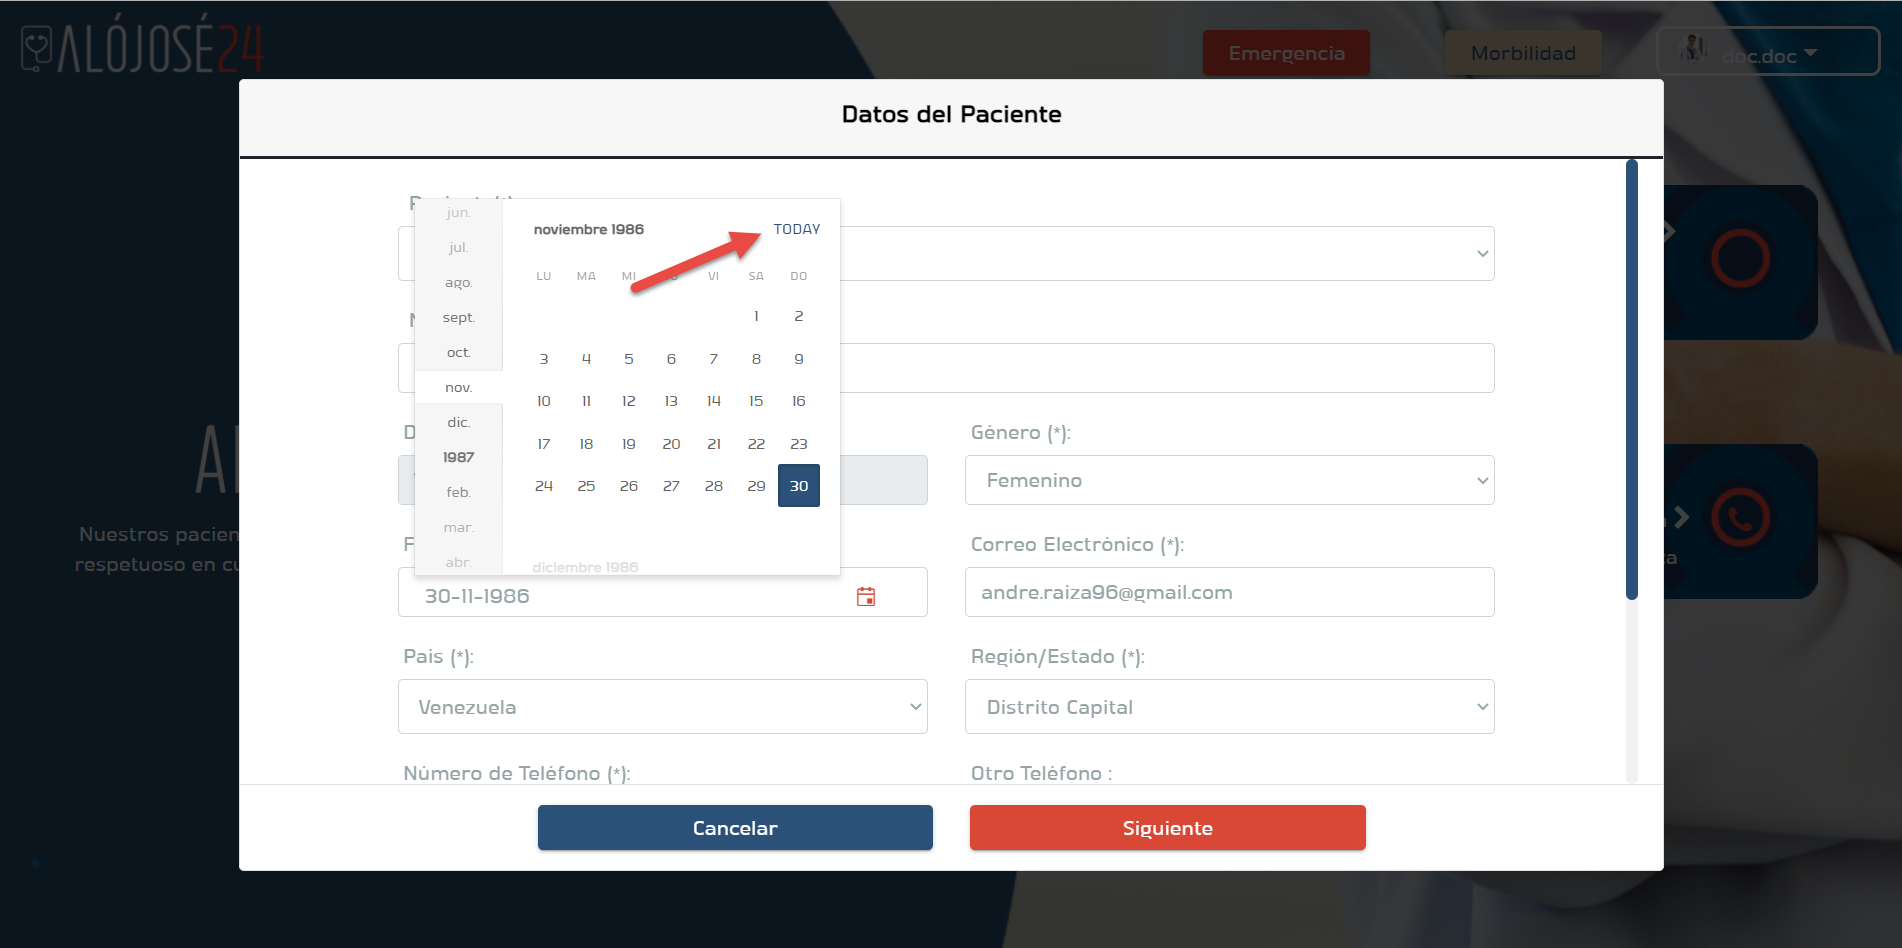 ALÓJOSÉ24
Emergencia
Morbilidad
doc.doc
Datos del Paciente
jun.
jul.
ago.
sept.
oct.
nov.
dic.
1987
feb.
mar.
abr.
noviembre 1986
TODAY
LU MA MI VI SA DO
1 2
3 4 5 6 7 8 9
10 11 12 13 14 15 16
17 18 19 20 21 22 23
24 25 26 27 28 29 30
diciembre 1986
Género (*):
Femenino
Nuestros pacien
respetuoso en cu
30-11-1986
Correo Electrónico (*):
andre.raiza96@gmail.com
Pais (*):
Venezuela
Región/Estado (*):
Distrito Capital
Número de Teléfono (*):
Otro Teléfono :
Cancelar
Siguiente